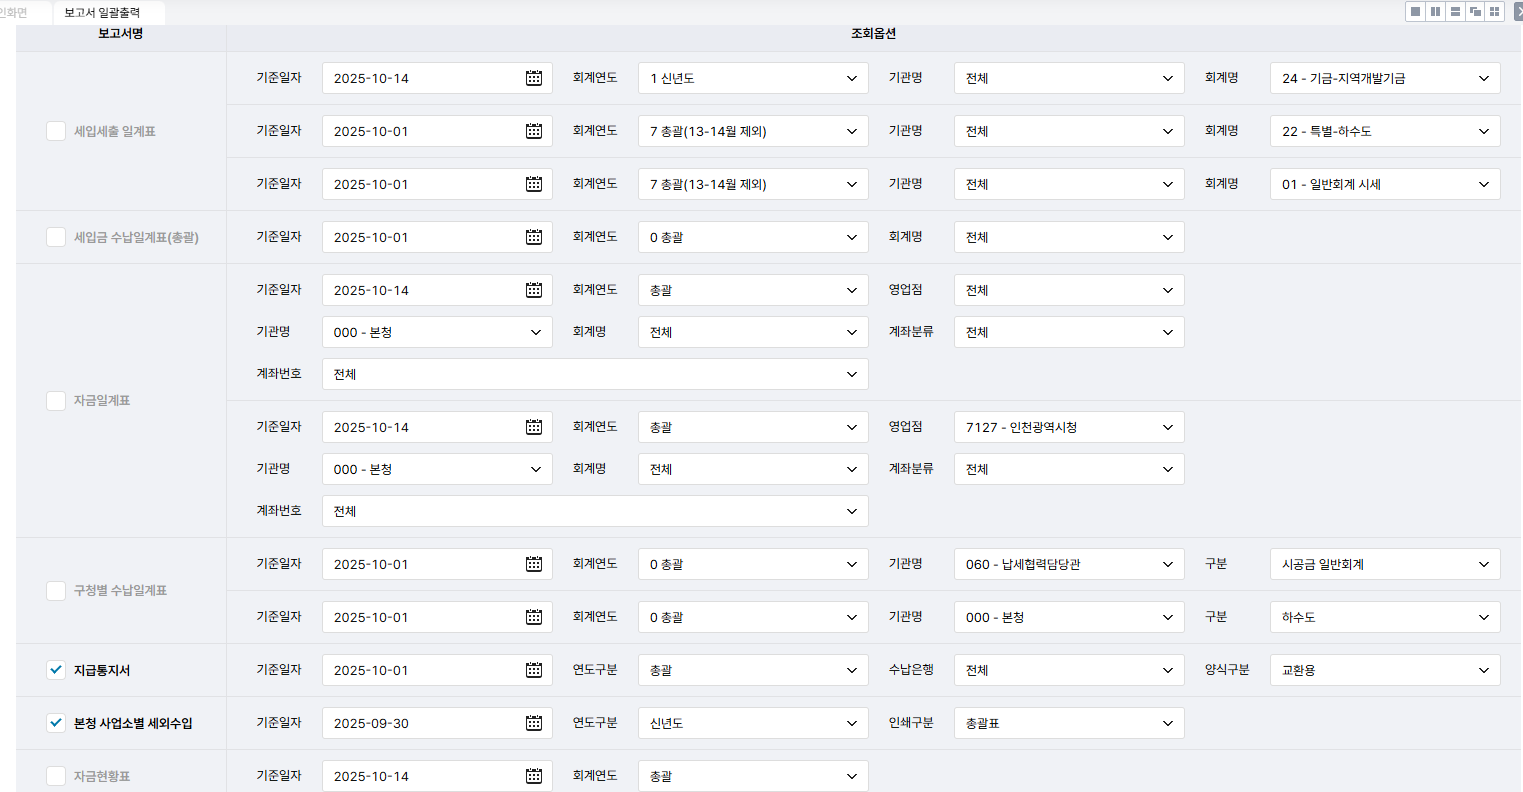 인화면 보고서 일괄출력
보고서명 조회옵션
기준일자 2025-10-14 회계연도 1 신년도 기관명 전체 회계명 24 - 기금-지역개발기금
세입세출 일계표 기준일자 2025-10-01 회계연도 7 총괄(13-14월 제외) 기관명 전체 회계명 22 - 특별-하수도
기준일자 2025-10-01 회계연도 7 총괄(13-14월 제외) 기관명 전체 회계명 01 - 일반회계 시세
세입금 수납일계표(총괄) 기준일자 2025-10-01 회계연도 0 총괄 회계명 전체
기준일자 2025-10-14 회계연도 총괄 영업점 전체
기관명 000 - 본청 회계명 전체 계좌분류 전체
계좌번호 전체
자금일계표
기준일자 2025-10-14 회계연도 총괄 영업점 7127 - 인천광역시청
기관명 000 - 본청 회계명 전체 계좌분류 전체
계좌번호 전체
기준일자 2025-10-01 회계연도 0 총괄 기관명 060 - 납세협력담당관 구분 시공금 일반회계
구청별 수납일계표
기준일자 2025-10-01 회계연도 0 총괄 기관명 000 - 본청 구분 하수도
지급통지서 기준일자 2025-10-01 연도구분 총괄 수납은행 전체 양식구분 교환용
본청 사업소별 세외수입 기준일자 2025-09-30 연도구분 신년도 인쇄구분 총괄표
자금현황표 기준일자 2025-10-14 회계연도 총괄